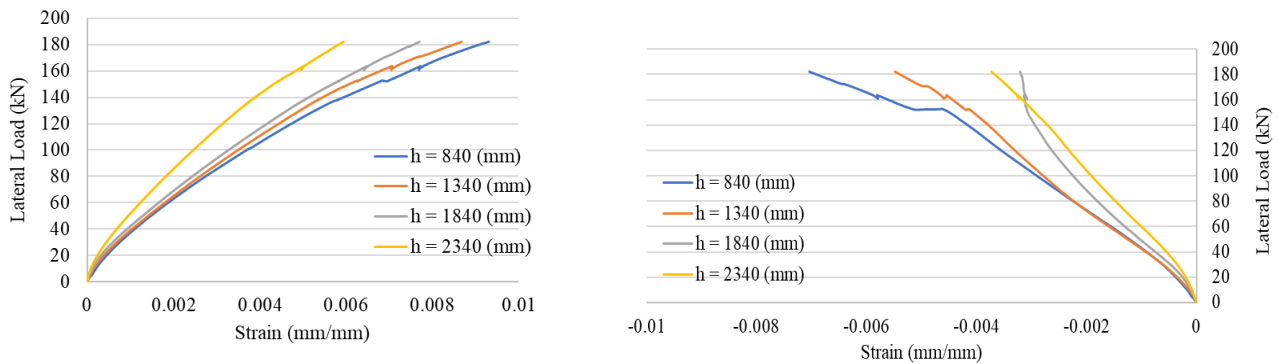 200
180
160
140
120
100
80
60
40
20
0
Lateral Load (kN)
h = 840 (mm)
h = 1340 (mm)
h = 1840 (mm)
h = 2340 (mm)
0
0.002
0.004
0.006
0.008
0.01
Strain (mm/mm)
h = 840 (mm)
h = 1340 (mm)
h = 1840 (mm)
h = 2340 (mm)
200
180
160
140
120
100
80
60
40
20
0
Lateral Load (kN)
-0.01
-0.008
-0.006
-0.004
-0.002
0
Strain (mm/mm)